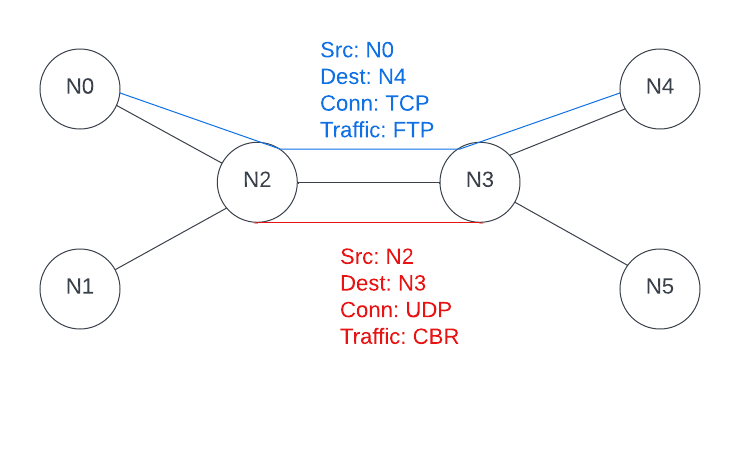 Src: N0
Dest: N4
Conn: TCP
Traffic: FTP
N0
N4
N2
N3
Src: N2
Dest: N3
Conn: UDP
Traffic: CBR
N1
N5